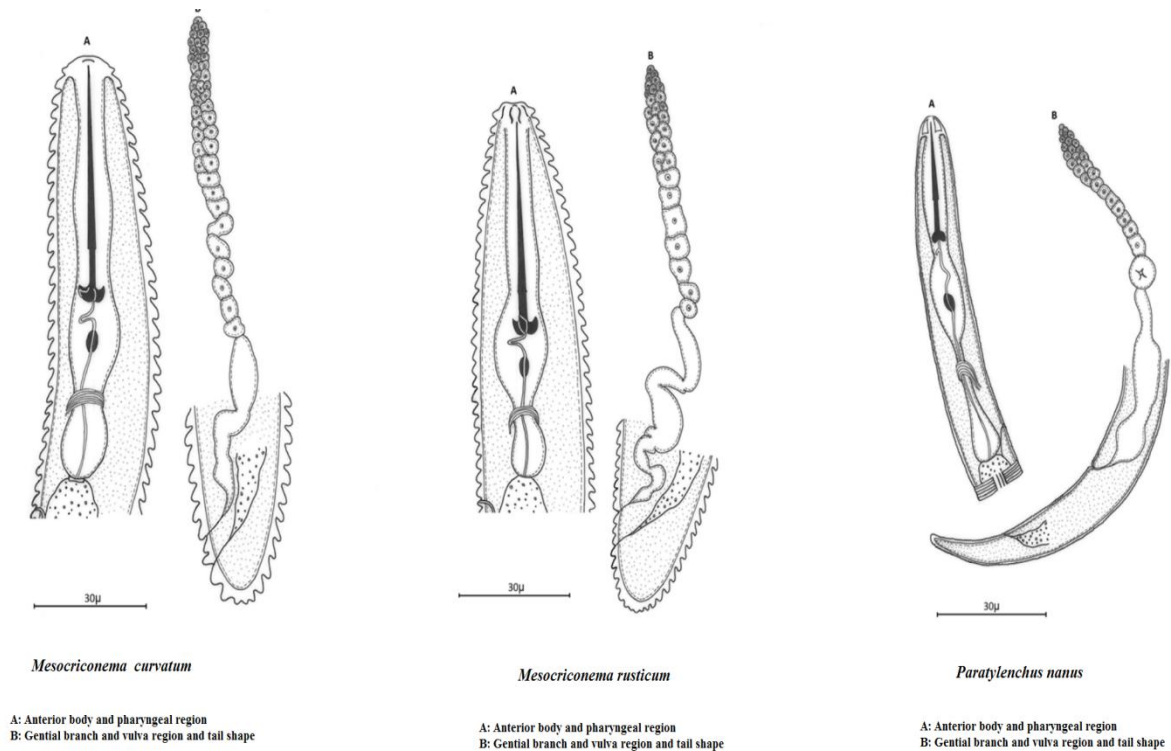 A
B
30µ
Mesocriconema curvatum
A: Anterior body and pharyngeal region
B: Gential branch and vulva region and tail shape
A
B
30µ
Mesocriconema rusticum
A: Anterior body and pharyngeal region
B: Gential branch and vulva region and tail shape
A
B
30µ
Paratylenchus nanus
A: Anterior body and pharyngeal region
B: Gential branch and vulva region and tail shape